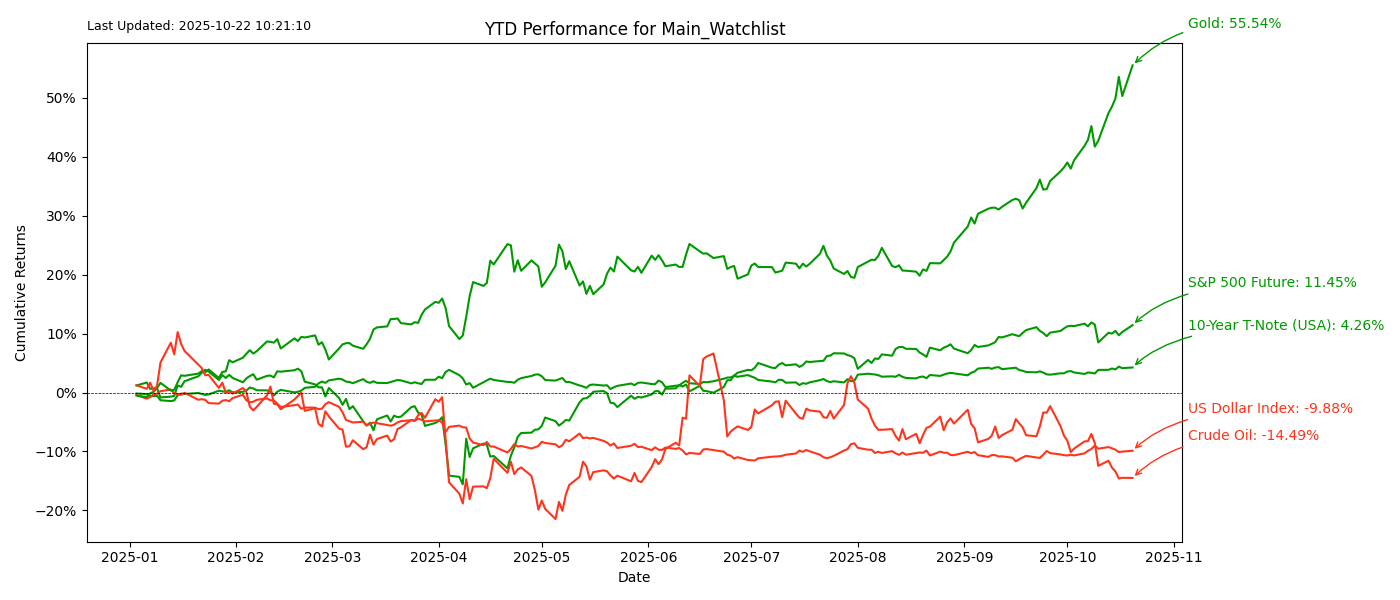 Last Updated: 2025-10-22 10:21:10
YTD Performance for Main_Watchlist
Gold: 55.54%
S&P 500 Future: 11.45%
10-Year T-Note (USA): 4.26%
US Dollar Index: -9.88%
Crude Oil: -14.49%
Cumulative Returns
50%
40%
30%
20%
10%
0%
−10%
−20%
2025-01 2025-02 2025-03 2025-04 2025-05 2025-06 2025-07 2025-08 2025-09 2025-10 2025-11
Date